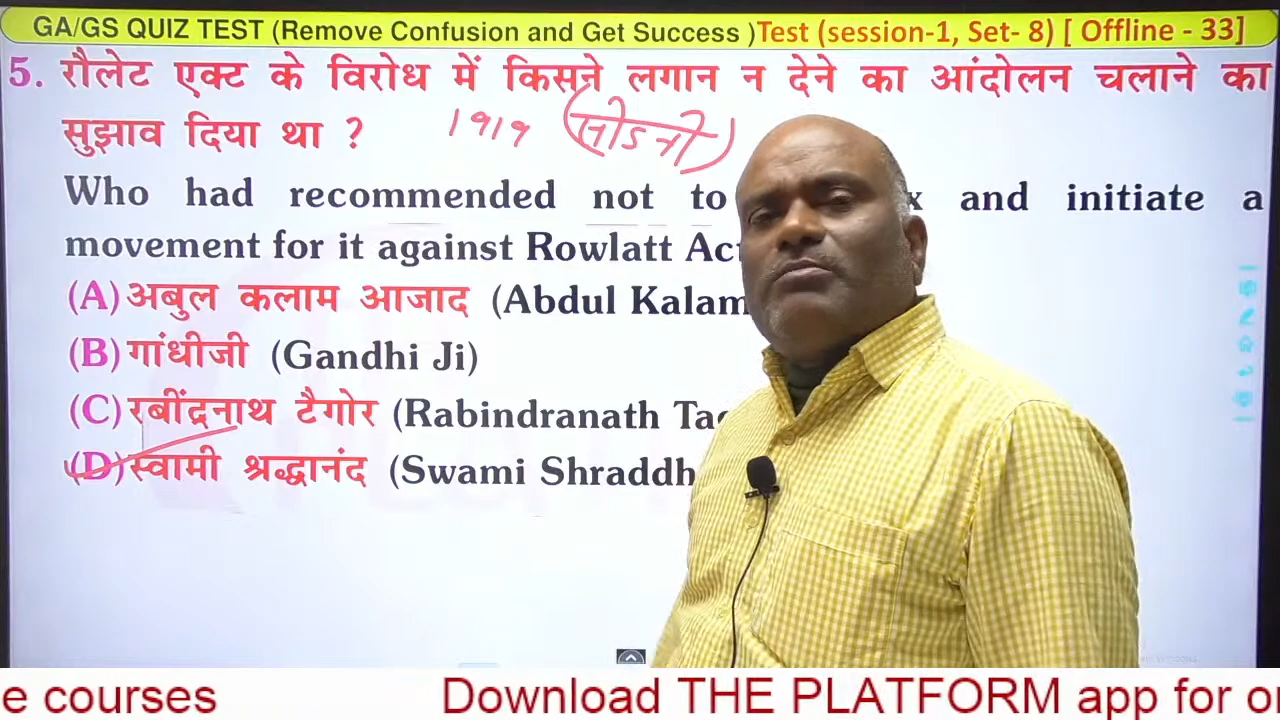 GA/GS QUIZ TEST (Remove Confusion and Get Success )Test (session-1, Set- 8) [ Offline - 33]
5. रौलेट एक्ट के विरोध में किसने लगान न देने का आंदोलन चलाने का
सुझाव दिया था ? 1919
Who had recommended not to x and initiate a
movement for it against Rowlatt Act
(A) अबुल कलाम आजाद (Abdul Kalam
(B) गांधीजी (Gandhi Ji)
(C) रबींद्रनाथ टैगोर (Rabindranath Tag
(D) स्वामी श्रद्धानंद (Swami Shraddh
e courses Download THE PLATFORM app for o